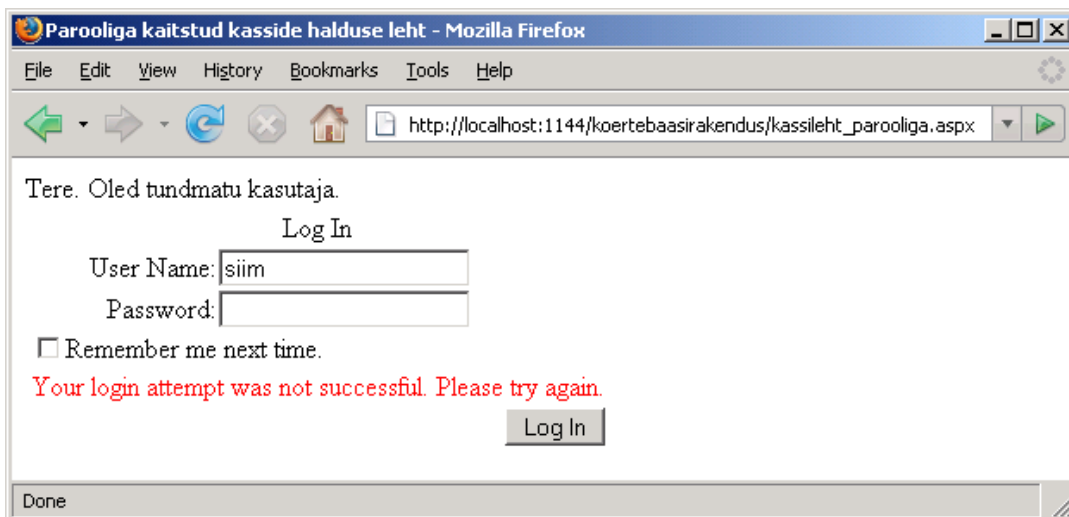 Parooliga kaitstud kasside halduse leht - Mozilla Firefox
File Edit View History Bookmarks Tools Help
http://localhost:1144/koertebaasirakendus/kassileht_parooliga.aspx
Tere. Oled tundmatu kasutaja.
Log In
User Name: siim
Password:
Remember me next time.
Your login attempt was not successful. Please try again.
Log In
Done